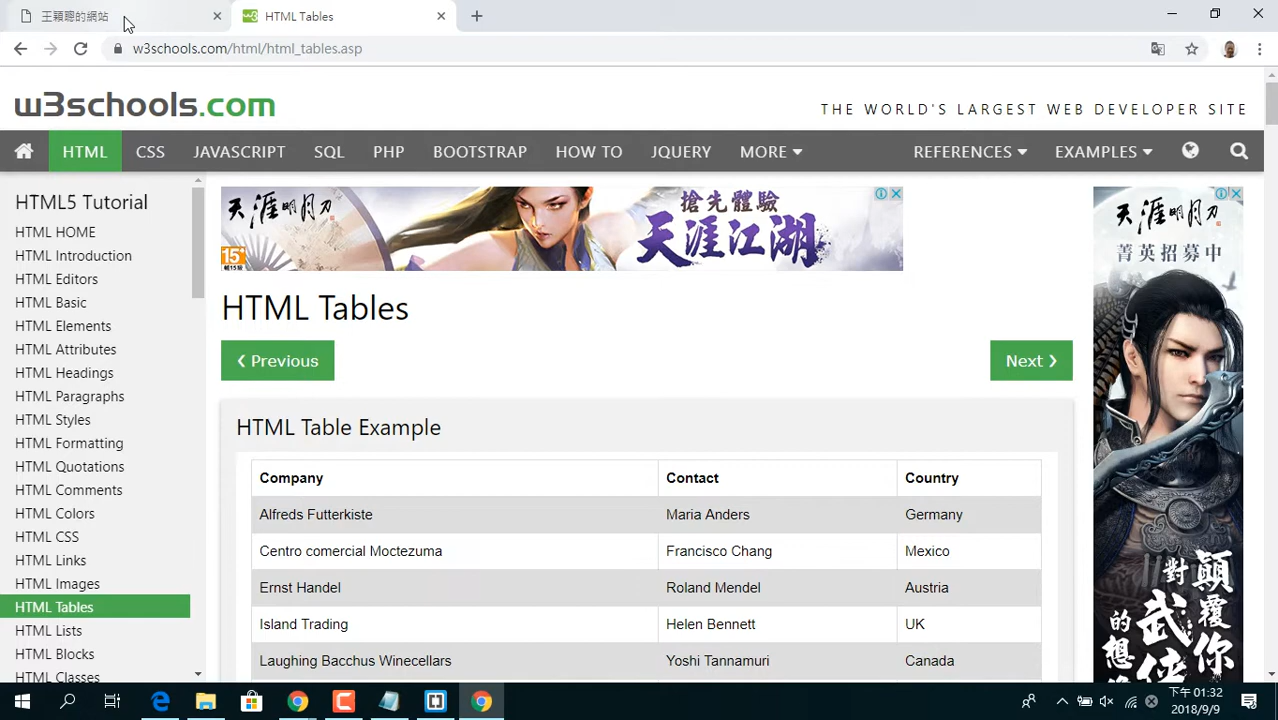 王穎聰的網站
HTML Tables
w3schools.com/html/html_tables.asp
w3schools.com
THE WORLD'S LARGEST WEB DEVELOPER SITE
HTML CSS JAVASCRIPT SQL PHP BOOTSTRAP HOW TO JQUERY MORE REFERENCES EXAMPLES
HTML5 Tutorial
HTML HOME
HTML Introduction
HTML Editors
HTML Basic
HTML Elements
HTML Attributes
HTML Headings
HTML Paragraphs
HTML Styles
HTML Formatting
HTML Quotations
HTML Comments
HTML Colors
HTML CSS
HTML Links
HTML Images
HTML Tables
HTML Lists
HTML Blocks
HTML Classes
天涯明月刀
搶先體驗
天涯江湖
15+
HTML Tables
❮ Previous
Next ❯
HTML Table Example
Company Contact Country
Alfreds Futterkiste Maria Anders Germany
Centro comercial Moctezuma Francisco Chang Mexico
Ernst Handel Roland Mendel Austria
Island Trading Helen Bennett UK
Laughing Bacchus Winecellars Yoshi Tannamuri Canada
天涯明月刀
菁英招募中
顛覆你
對武俠
的想
下午 01:32
2018/9/9